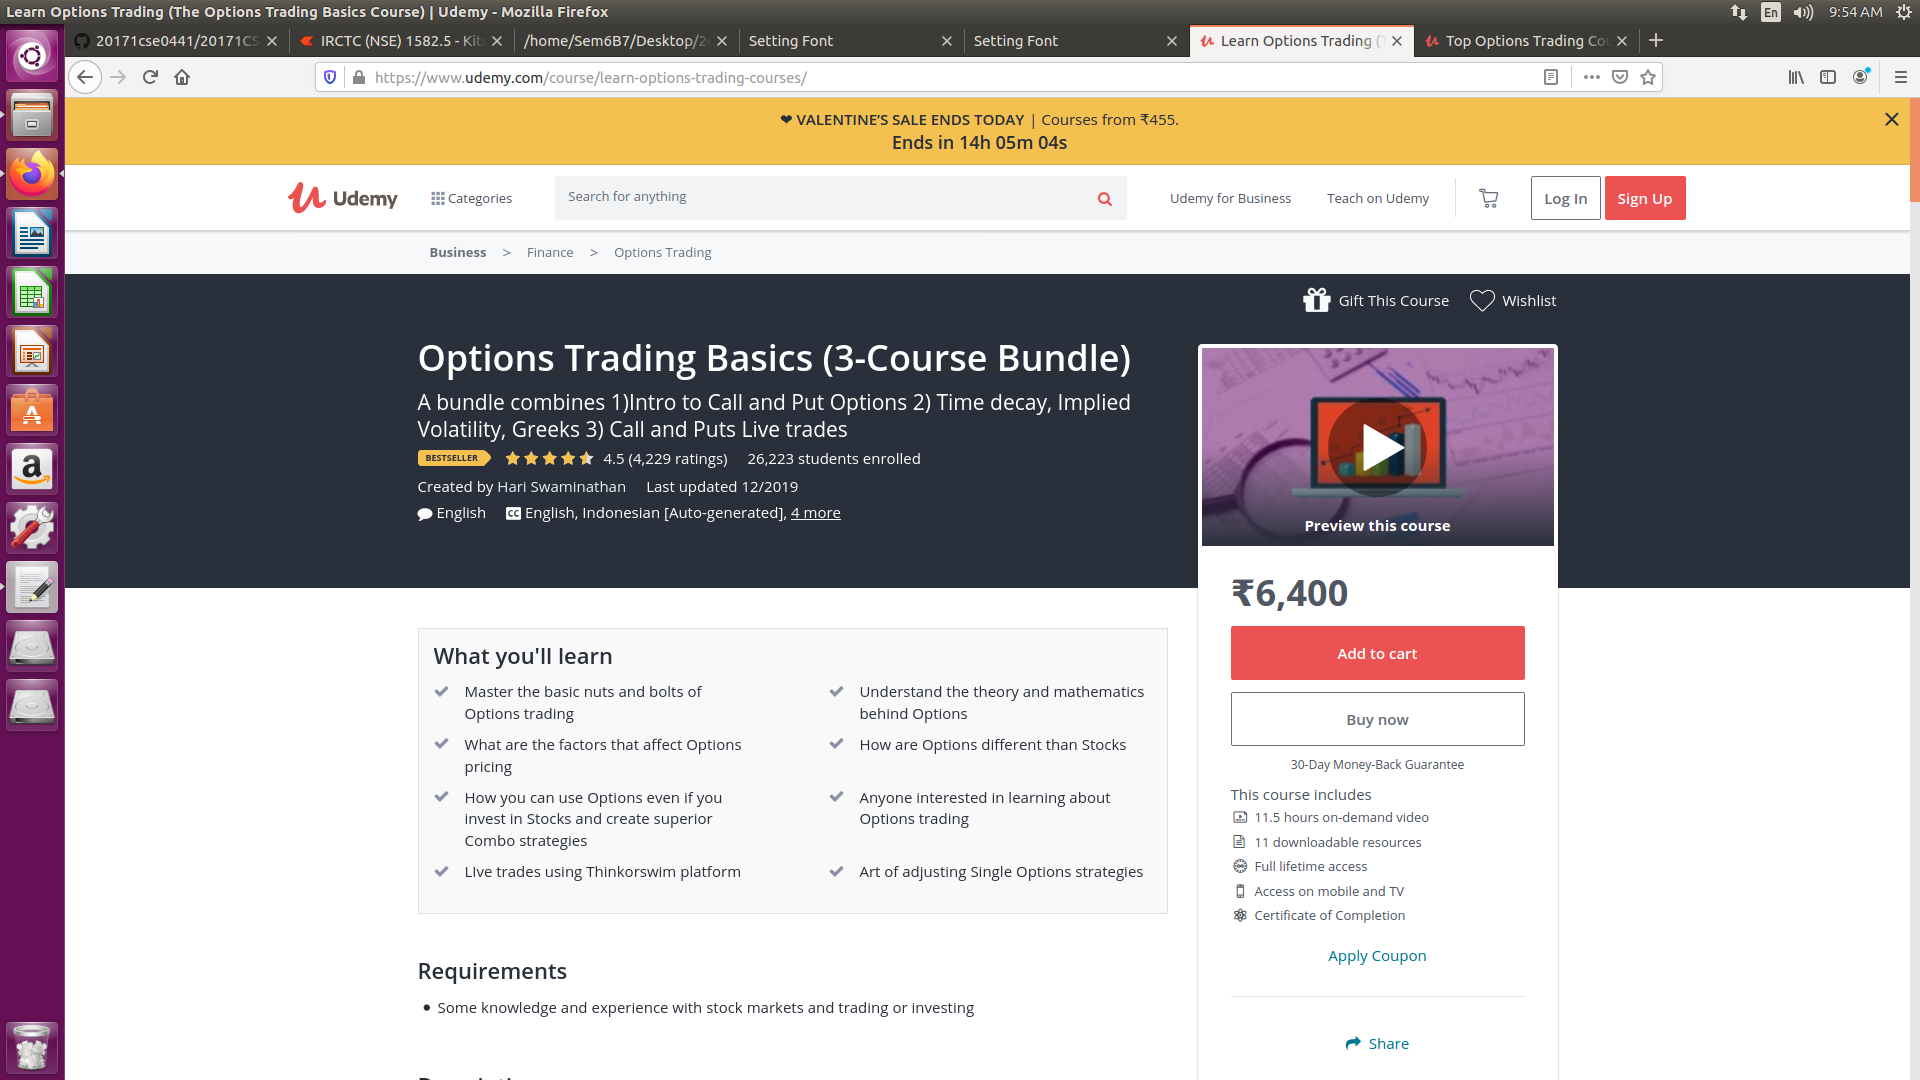 Learn Options Trading (The Options Trading Basics Course) | Udemy - Mozilla Firefox
En
9:54 AM
20171cse0441/20171CS
IRCTC (NSE) 1582.5 - Kite
/home/Sem6B7/Desktop/20
Setting Font
Setting Font
Learn Options Trading (T
Top Options Trading Cou
https://www.udemy.com/course/learn-options-trading-courses/
❤ VALENTINE'S SALE ENDS TODAY | Courses from ₹455.
Ends in 14h 05m 04s
Udemy
Categories
Search for anything
Udemy for Business
Teach on Udemy
Log In
Sign Up
Business > Finance > Options Trading
Gift This Course
Wishlist
Options Trading Basics (3-Course Bundle)
A bundle combines 1)Intro to Call and Put Options 2) Time decay, Implied
Volatility, Greeks 3) Call and Puts Live trades
BESTSELLER
4.5 (4,229 ratings)
26,223 students enrolled
Created by Hari Swaminathan
Last updated 12/2019
English
CC
English, Indonesian [Auto-generated], 4 more
Preview this course
₹6,400
Add to cart
Buy now
30-Day Money-Back Guarantee
This course includes
11.5 hours on-demand video
11 downloadable resources
Full lifetime access
Access on mobile and TV
Certificate of Completion
Apply Coupon
Share
What you'll learn
Master the basic nuts and bolts of
Options trading
Understand the theory and mathematics
behind Options
What are the factors that affect Options
pricing
How are Options different than Stocks
How you can use Options even if you
invest in Stocks and create superior
Combo strategies
Anyone interested in learning about
Options trading
LIve trades using Thinkorswim platform
Art of adjusting Single Options strategies
Requirements
• Some knowledge and experience with stock markets and trading or investing